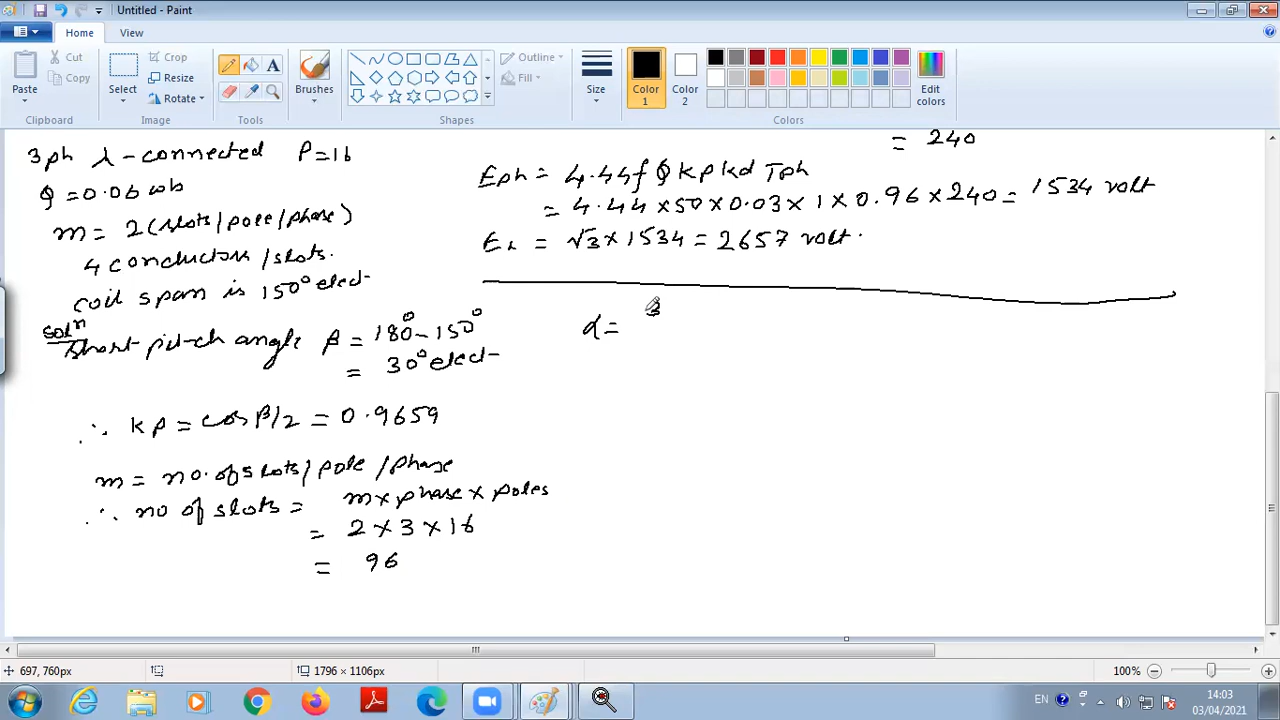 Untitled - Paint
Home View
Paste
Cut
Copy
Clipboard
Select
Crop
Resize
Rotate
Image
Tools
Brushes
Shapes
Outline
Fill
Size
Color 1
Color 2
Colors
Edit colors
3ph λ-connected P=16
Φ=0.06 wb
m= 2(slots/pole/phase)
4 conductors/slots.
coil span is 150° elect-
soln
short pitch angle β = 180°-150°
= 30° elect-
∴ kp = cos β/2 = 0.9659
m= no.of slots/pole/phase
∴ no of slots = m×phase×poles
= 2×3×16
= 96
= 240
Eph = 4.44f Φ kp kd Tph
= 4.44×50×0.03×1×0.96×240 = 1534 volt
EL = √3×1534 = 2657 volt.
α=
697, 760px
1796 × 1106px
100%
EN
14:03
03/04/2021